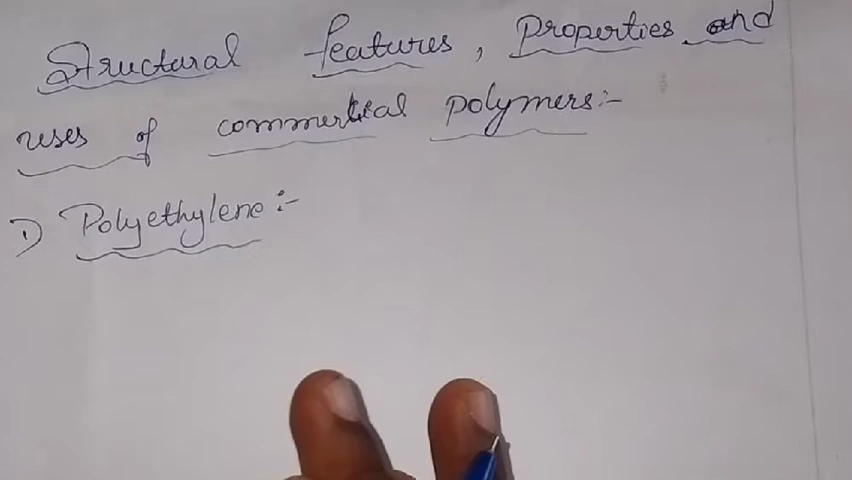 Structural features, properties and
uses of commercial polymers:-
1) Polyethylene:-